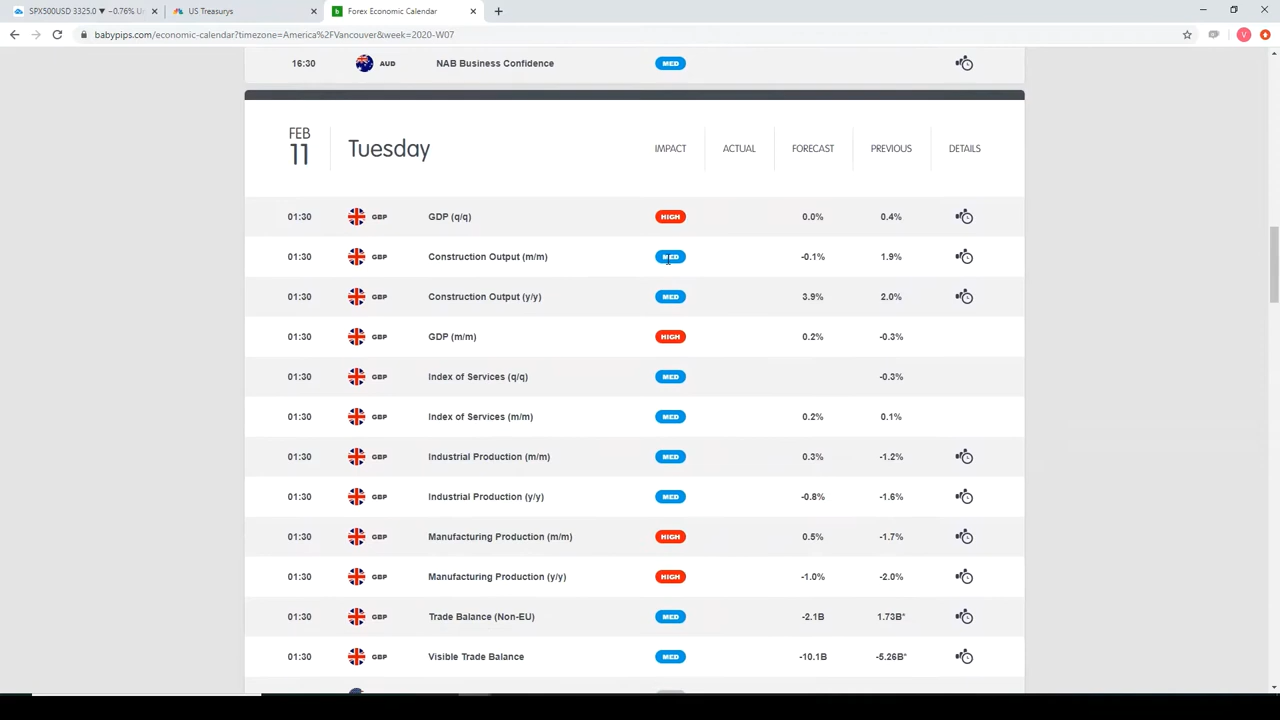 SPX500USD 3325.0 ▼ −0.76% U
US Treasurys
Forex Economic Calendar
babypips.com/economic-calendar?timezone=America%2FVancouver&week=2020-W07
V
16:30 AUD NAB Business Confidence MED
FEB 11 Tuesday IMPACT ACTUAL FORECAST PREVIOUS DETAILS
01:30 GBP GDP (q/q) HIGH 0.0% 0.4%
01:30 GBP Construction Output (m/m) MED -0.1% 1.9%
01:30 GBP Construction Output (y/y) MED 3.9% 2.0%
01:30 GBP GDP (m/m) HIGH 0.2% -0.3%
01:30 GBP Index of Services (q/q) MED -0.3%
01:30 GBP Index of Services (m/m) MED 0.2% 0.1%
01:30 GBP Industrial Production (m/m) MED 0.3% -1.2%
01:30 GBP Industrial Production (y/y) MED -0.8% -1.6%
01:30 GBP Manufacturing Production (m/m) HIGH 0.5% -1.7%
01:30 GBP Manufacturing Production (y/y) HIGH -1.0% -2.0%
01:30 GBP Trade Balance (Non-EU) MED -2.1B 1.73B*
01:30 GBP Visible Trade Balance MED -10.1B -5.26B*